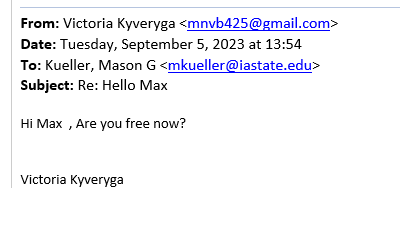 From: Victoria Kyveryga <mnvb425@gmail.com>
Date: Tuesday, September 5, 2023 at 13:54
To: Kueller, Mason G <mkueller@iastate.edu>
Subject: Re: Hello Max
Hi Max  , Are you free now?
Victoria Kyveryga